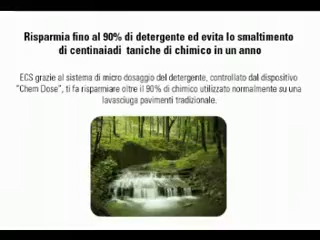 Risparmia fino al 90% di detergente ed evita lo smaltimento
di centinaiadi taniche di chimico in un anno
ECS grazie al sistema di micro dosaggio del detergente, controllato dal dispositivo
"Chem Dose", ti fa risparmiare oltre il 90% di chimico utilizzato normalmente su una
lavasciuga pavimenti tradizionale.